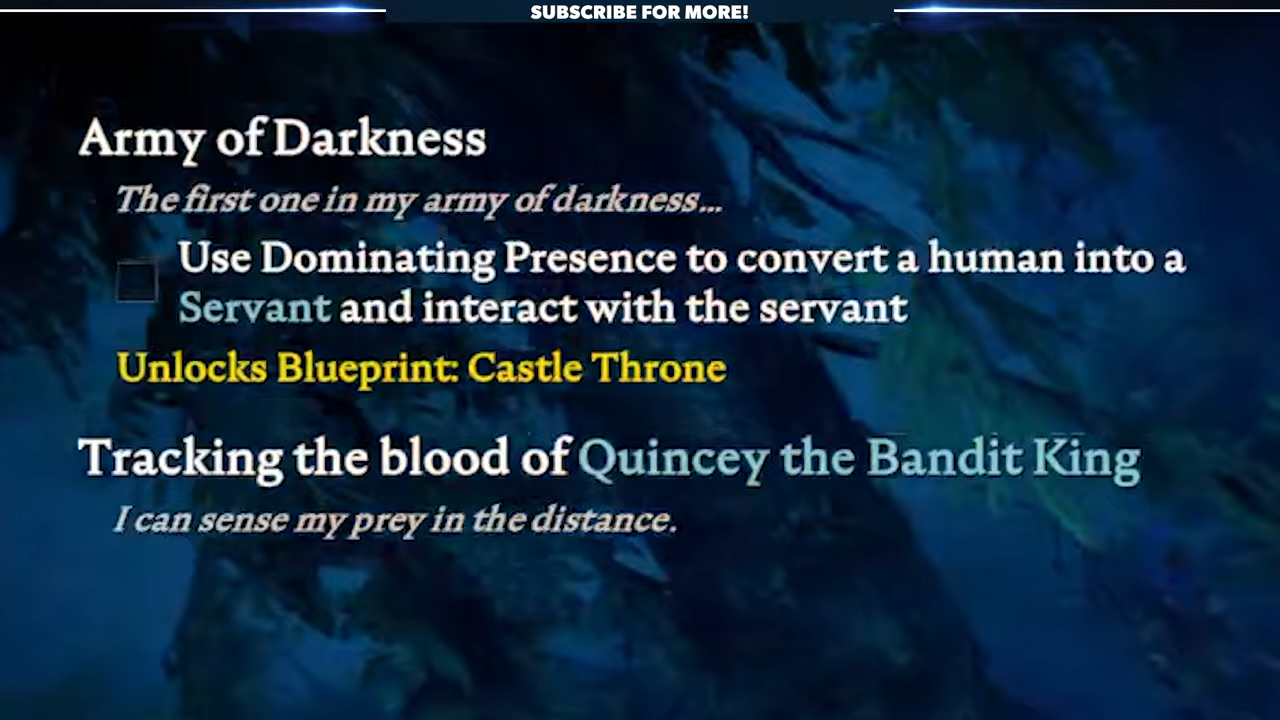 SUBSCRIBE FOR MORE!
Army of Darkness
The first one in my army of darkness...
Use Dominating Presence to convert a human into a
Servant and interact with the servant
Unlocks Blueprint: Castle Throne
Tracking the blood of Quincey the Bandit King
I can sense my prey in the distance.